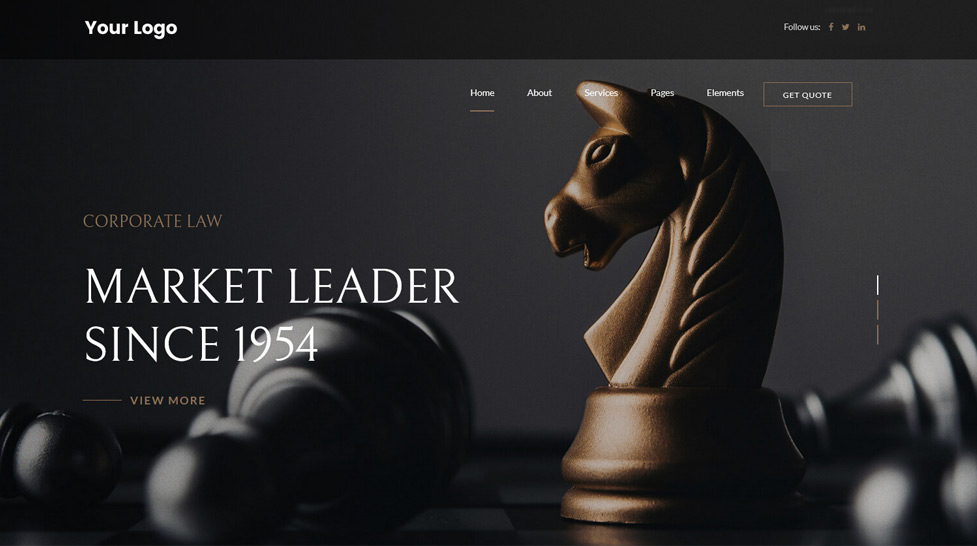 Your Logo
Follow us:
Home About Services Pages Elements GET QUOTE
CORPORATE LAW
MARKET LEADER
SINCE 1954
VIEW MORE